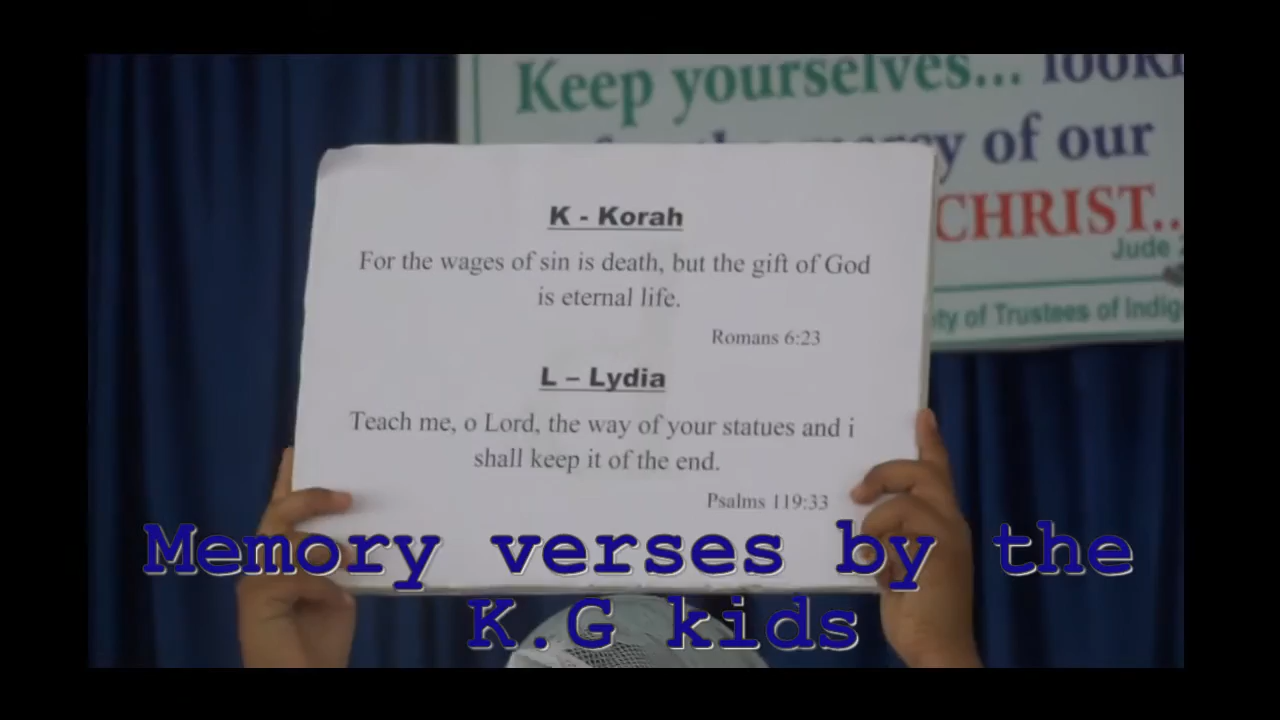 Keep yourselves...
mercy of our
CHRIST..
Jude
of Trustees of
K - Korah
For the wages of sin is death, but the gift of God
is eternal life.
Romans 6:23
L – Lydia
Teach me, o Lord, the way of your statues and i
shall keep it of the end.
Psalms 119:33
Memory verses by the
K.G kids